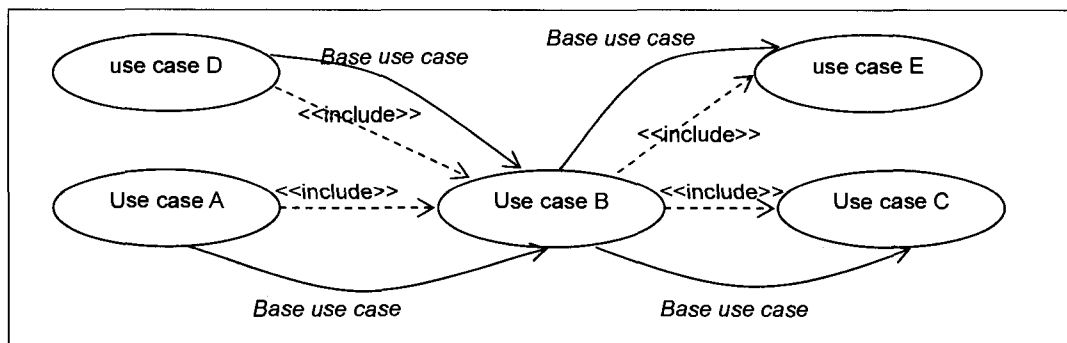 Base use case
use case D
Base use case
use case E
<<include>>
<<include>>
Use case A
<<include>>
Use case B
<<include>>
Use case C
Base use case
Base use case